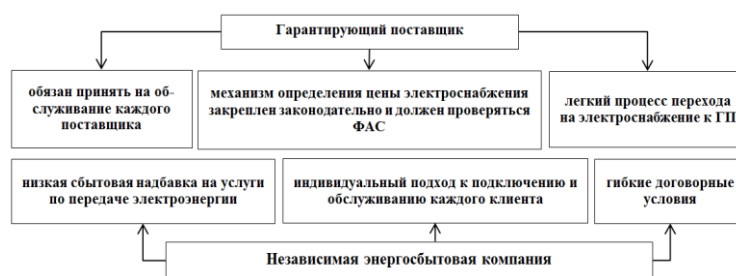 Гарантирующий поставщик
обязан принять на об-
служивание каждого
поставщика
механизм определения цены электроснабжения
закреплен законодательно и должен проверяться
ФАС
легкий процесс перехода
на электроснабжение к ГП
низкая сбытовая надбавка на услуги
по передаче электроэнергии
индивидуальный подход к подключению и
обслуживанию каждого клиента
гибкие договорные
условия
Независимая энергосбытовая компания